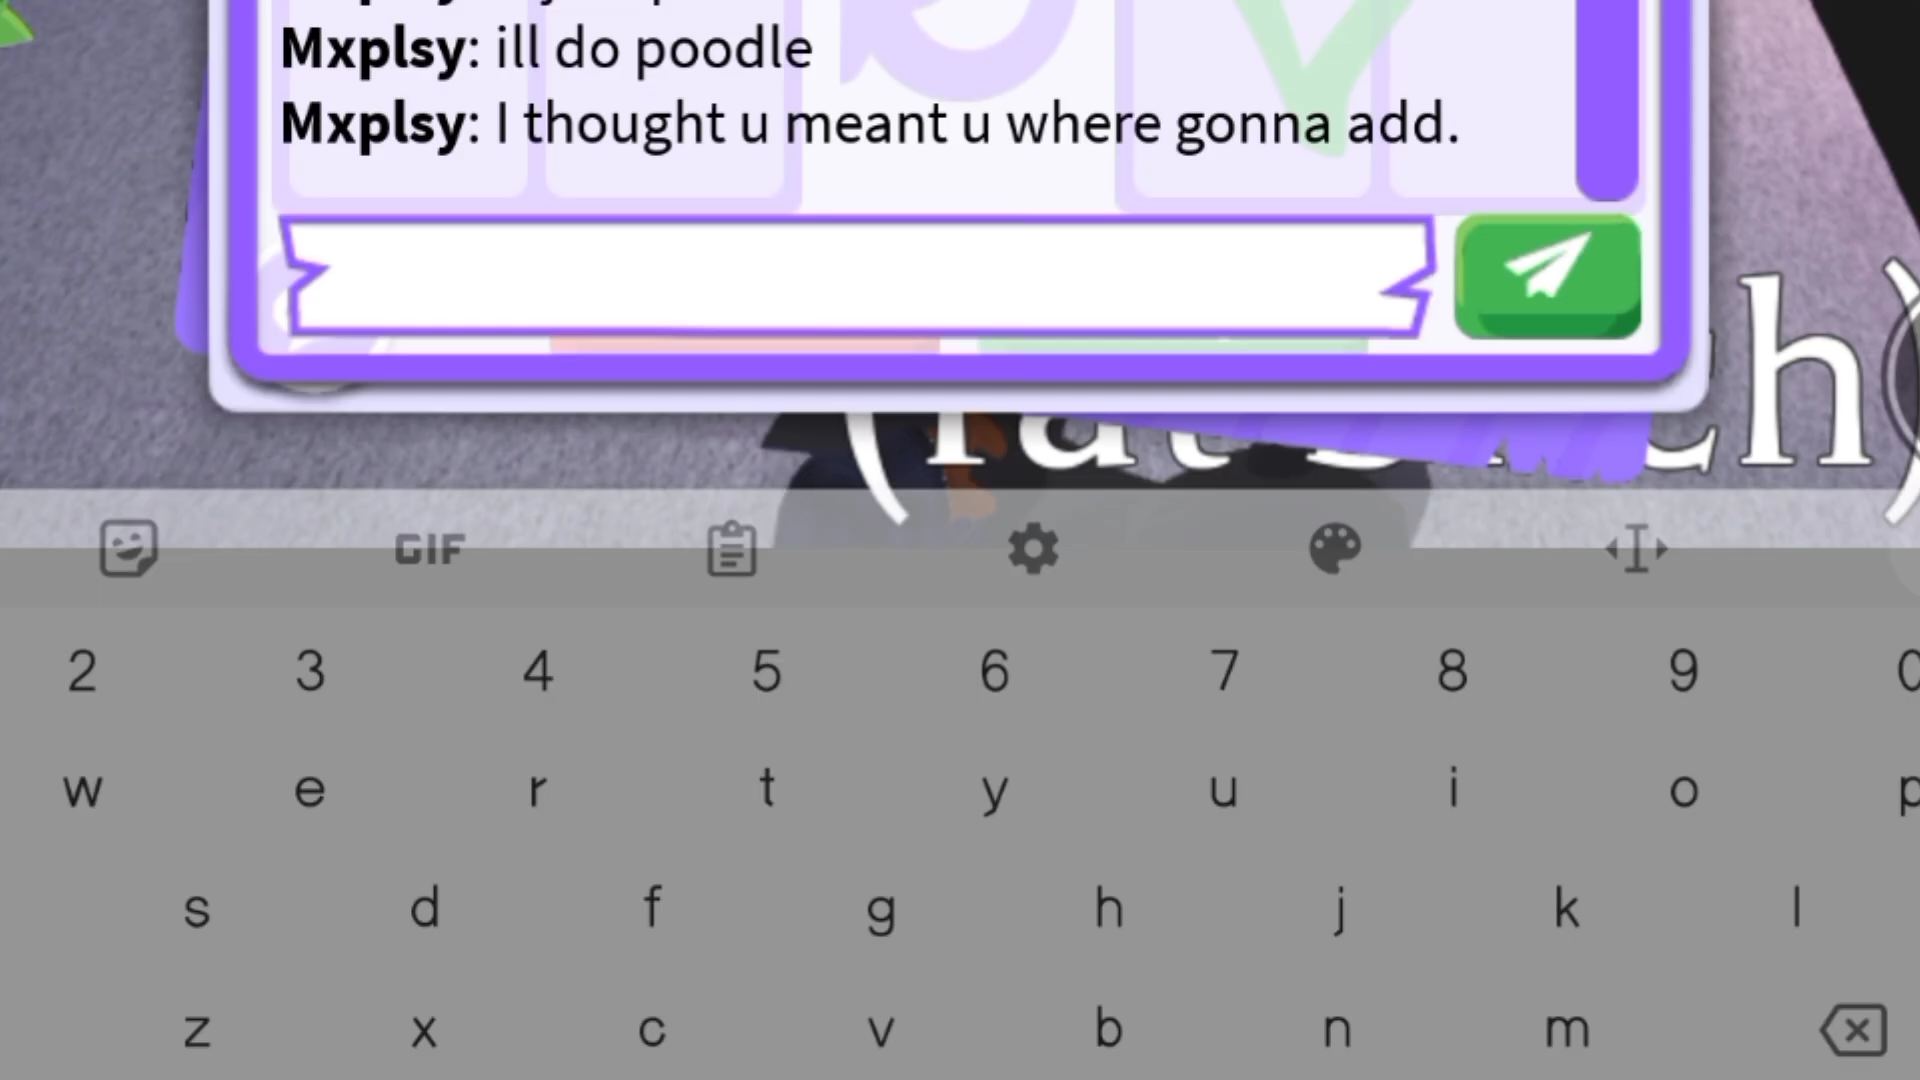 Mxplsy: ill do poodle
Mxplsy: I thought u meant u where gonna add.
GIF
2 3 4 5 6 7 8 9 0
w e r t y u i o p
s d f g h j k l
z x c v b n m